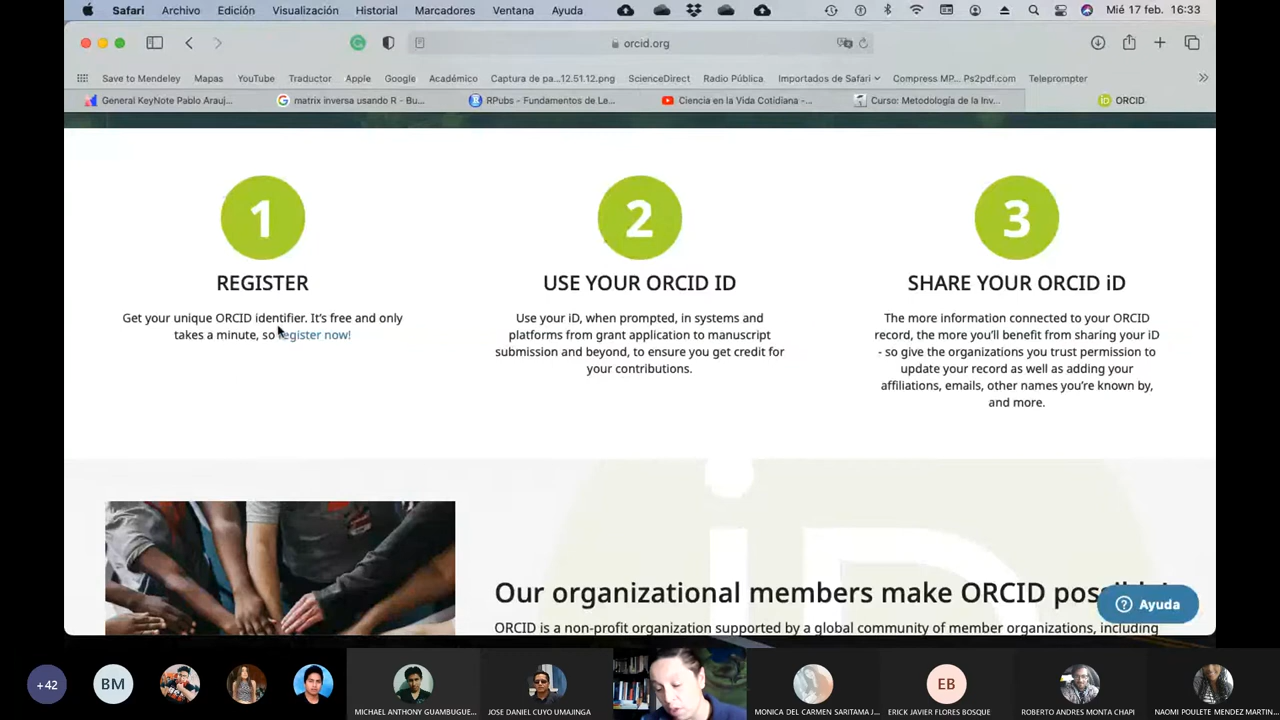 Safari Archivo Edición Visualización Historial Marcadores Ventana Ayuda Mié 17 feb. 16:33
orcid.org
Save to Mendeley Mapas YouTube Traductor Apple Google Académico Captura de pa...12.51.12.png ScienceDirect Radio Pública Importados de Safari Compress MP... Ps2pdf.com Teleprompter
General KeyNote Pablo Arauj... matrix inversa usando R - Bu... RPubs - Fundamentos de Le... Ciencia en la Vida Cotidiana -... Curso: Metodología de la Inv... iD ORCID
1
REGISTER
Get your unique ORCID identifier. It's free and only
takes a minute, so register now!
2
USE YOUR ORCID ID
Use your iD, when prompted, in systems and
platforms from grant application to manuscript
submission and beyond, to ensure you get credit for
your contributions.
3
SHARE YOUR ORCID iD
The more information connected to your ORCID
record, the more you'll benefit from sharing your iD
- so give the organizations you trust permission to
update your record as well as adding your
affiliations, emails, other names you're known by,
and more.
iD
Our organizational members make ORCID
ORCID is a non-profit organization supported by a global community of member organizations, including
Ayuda
+42 BM EB
MICHAEL ANTHONY GUAMBUGUE... JOSE DANIEL CUYO UMAJINGA MONICA DEL CARMEN SARITAMA J... ERICK JAVIER FLORES BOSQUE ROBERTO ANDRES MONTA CHAPI NAOMI POULETE MENDEZ MARTIN...